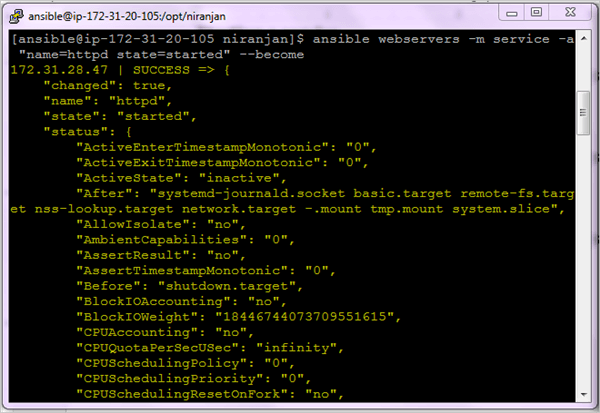 ansible@ip-172-31-20-105:/opt/niranjan
[ansible@ip-172-31-20-105 niranjan]$ ansible webservers -m service -a
"name=httpd state=started" --become
172.31.28.47 | SUCCESS => {
"changed": true,
"name": "httpd",
"state": "started",
"status": {
"ActiveEnterTimestampMonotonic": "0",
"ActiveExitTimestampMonotonic": "0",
"ActiveState": "inactive",
"After": "systemd-journald.socket basic.target remote-fs.targ
et nss-lookup.target network.target -.mount tmp.mount system.slice",
"AllowIsolate": "no",
"AmbientCapabilities": "0",
"AssertResult": "no",
"AssertTimestampMonotonic": "0",
"Before": "shutdown.target",
"BlockIOAccounting": "no",
"BlockIOWeight": "18446744073709551615",
"CPUAccounting": "no",
"CPUQuotaPerSecUSec": "infinity",
"CPUSchedulingPolicy": "0",
"CPUSchedulingPriority": "0",
"CPUSchedulingResetOnFork": "no",